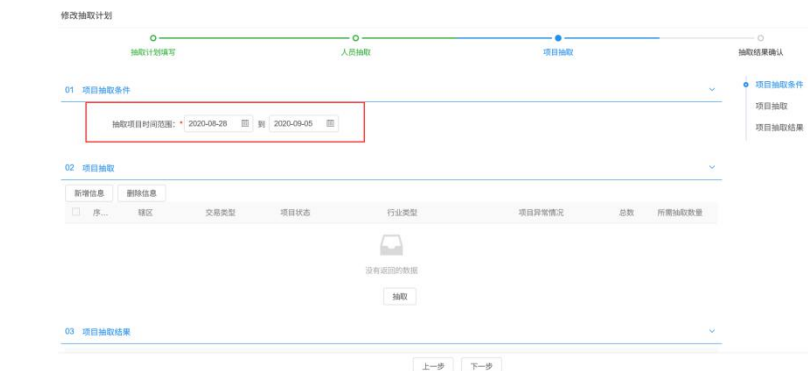 修改抽取计划
抽取计划填写 人员抽取 项目抽取 抽取结果确认
01 项目抽取条件
抽取项目时间范围: * 2020-08-28 到 2020-09-05
项目抽取条件
项目抽取
项目抽取结果
02 项目抽取
新增信息 删除信息
序... 辖区 交易类型 项目状态 行业类型 项目异常情况 总数 所需抽取数量
没有返回的数据
抽取
03 项目抽取结果
上一步 下一步